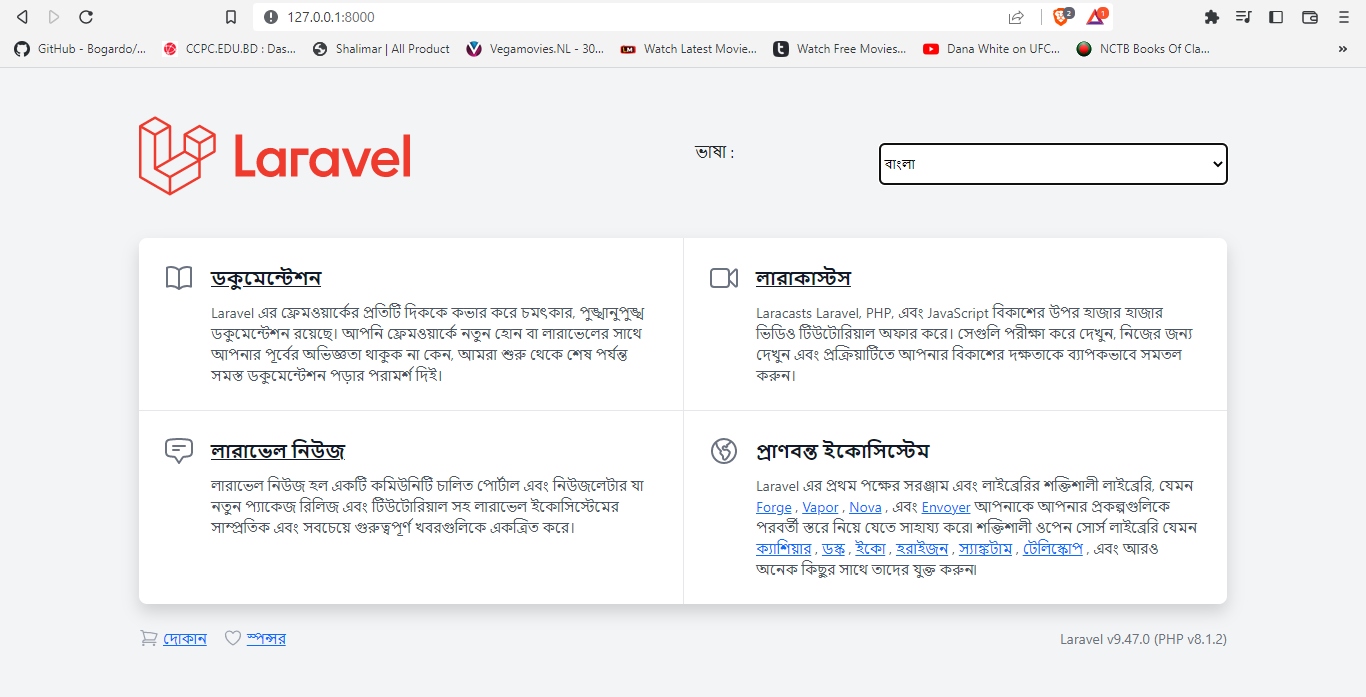 127.0.0.1:8000
2
1
GitHub - Bogardo/...
CCPC.EDU.BD : Das...
Shalimar | All Product
Vegamovies.NL - 30...
LM
Watch Latest Movie...
Watch Free Movies...
Dana White on UFC...
NCTB Books Of Cla...
Laravel
ভাষা :
বাংলা
ডকুমেন্টেশন
Laravel এর ফ্রেমওয়ার্কের প্রতিটি দিককে কভার করে চমৎকার, পুঙ্খানুপুঙ্খ
ডকুমেন্টেশন রয়েছে। আপনি ফ্রেমওয়ার্কে নতুন হোন বা লারাভেলের সাথে
আপনার পূর্বের অভিজ্ঞতা থাকুক না কেন, আমরা শুরু থেকে শেষ পর্যন্ত
সমস্ত ডকুমেন্টেশন পড়ার পরামর্শ দিই।
লারাকাস্টস
Laracasts Laravel, PHP, এবং JavaScript বিকাশের উপর হাজার হাজার
ভিডিও টিউটোরিয়াল অফার করে। সেগুলি পরীক্ষা করে দেখুন, নিজের জন্য
দেখুন এবং প্রক্রিয়াটিতে আপনার বিকাশের দক্ষতাকে ব্যাপকভাবে সমতল
করুন।
লারাভেল নিউজ
লারাভেল নিউজ হল একটি কমিউনিটি চালিত পোর্টাল এবং নিউজলেটার যা
নতুন প্যাকেজ রিলিজ এবং টিউটোরিয়াল সহ লারাভেল ইকোসিস্টেমের
সাম্প্রতিক এবং সবচেয়ে গুরুত্বপূর্ণ খবরগুলিকে একত্রিত করে।
প্রাণবন্ত ইকোসিস্টেম
Laravel এর প্রথম পক্ষের সরঞ্জাম এবং লাইব্রেরির শক্তিশালী লাইব্রেরি, যেমন
Forge , Vapor , Nova , এবং Envoyer আপনাকে আপনার প্রকল্পগুলিকে
পরবর্তী স্তরে নিয়ে যেতে সাহায্য করে৷ শক্তিশালী ওপেন সোর্স লাইব্রেরি যেমন
ক্যাশিয়ার , ডস্ক , ইকো , হরাইজন , স্যাঙ্কটাম , টেলিস্কোপ , এবং আরও
অনেক কিছুর সাথে তাদের যুক্ত করুন৷
দোকান
স্পন্সর
Laravel v9.47.0 (PHP v8.1.2)